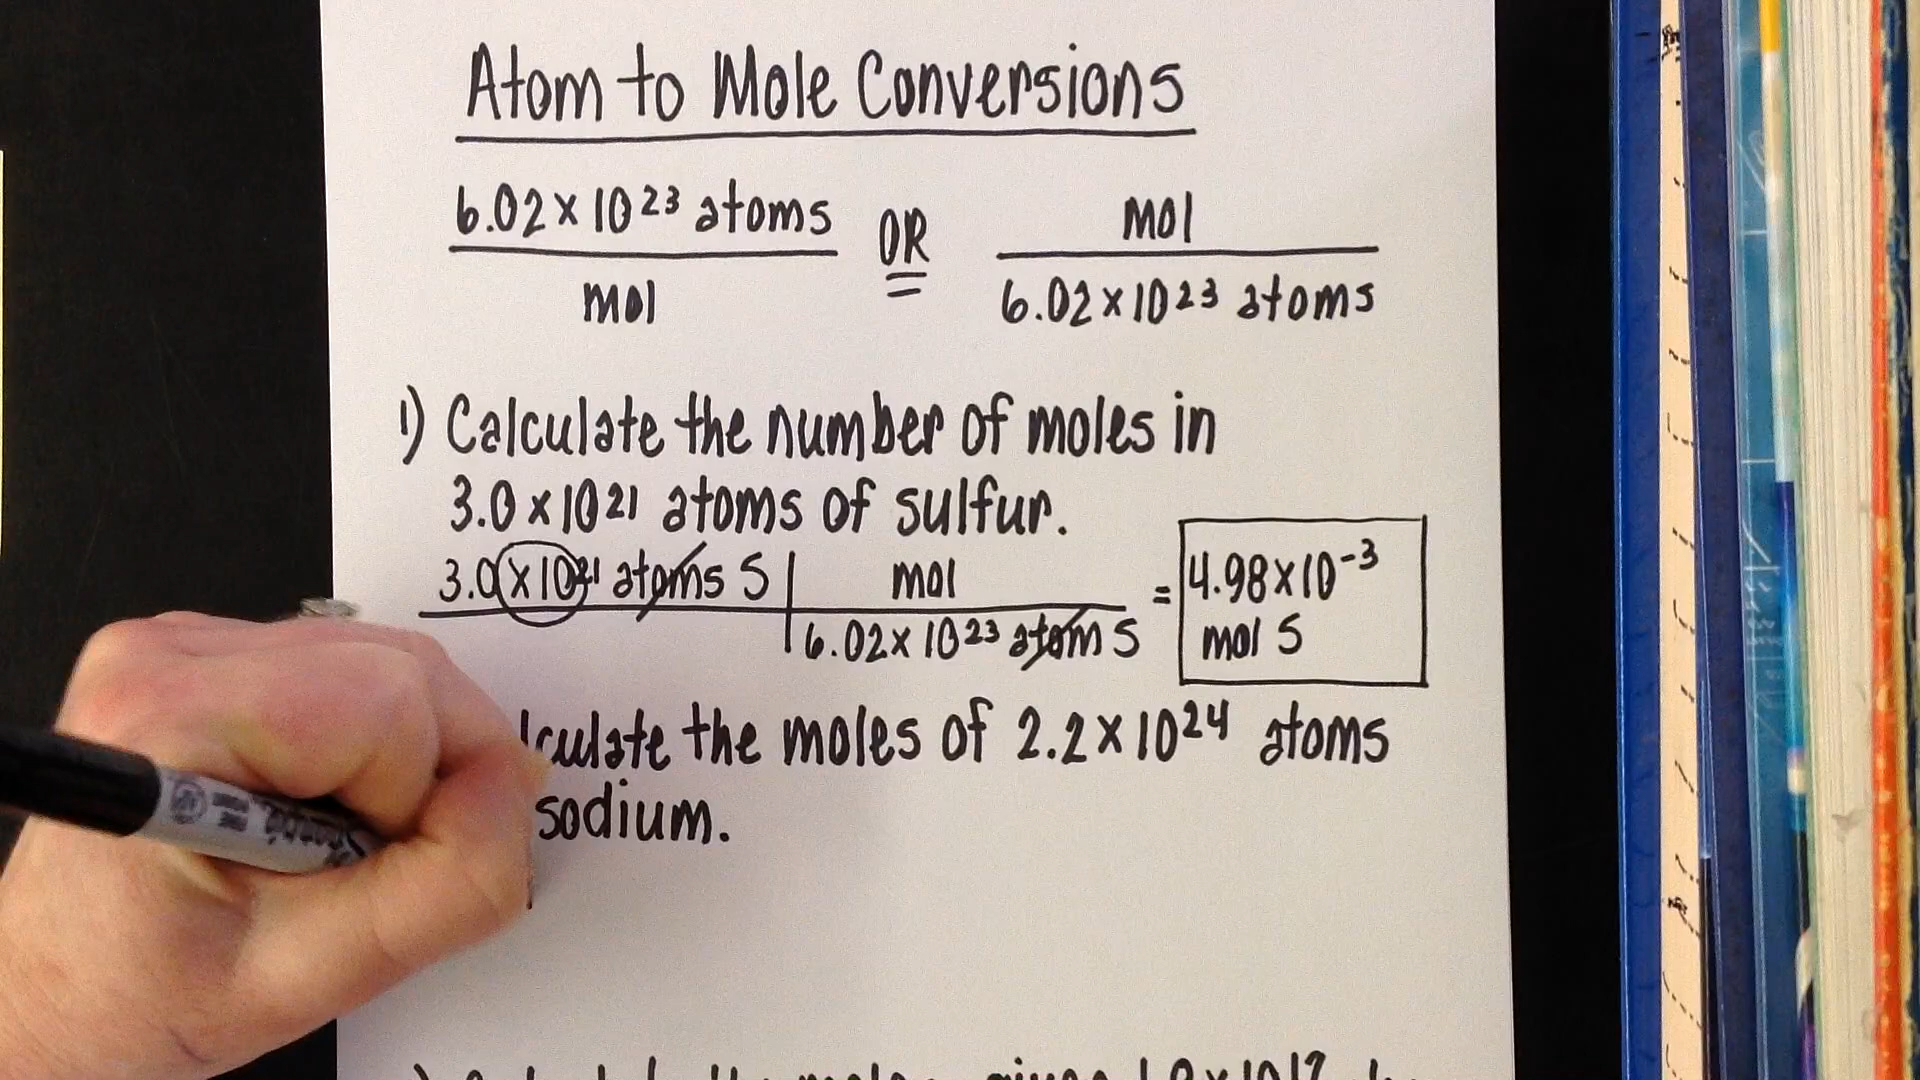 Atom to Mole Conversions
6.02 x 10²³ atoms
mol
OR
mol
6.02 x 10²³ atoms
1) Calculate the number of moles in
3.0 x 10²¹ atoms of sulfur.
3.0 x 10²¹ atoms S | mol
6.02 x 10²³ atom S
= 4.98 x 10⁻³
mol S
lculate the moles of 2.2 x 10²⁴ atoms
sodium.